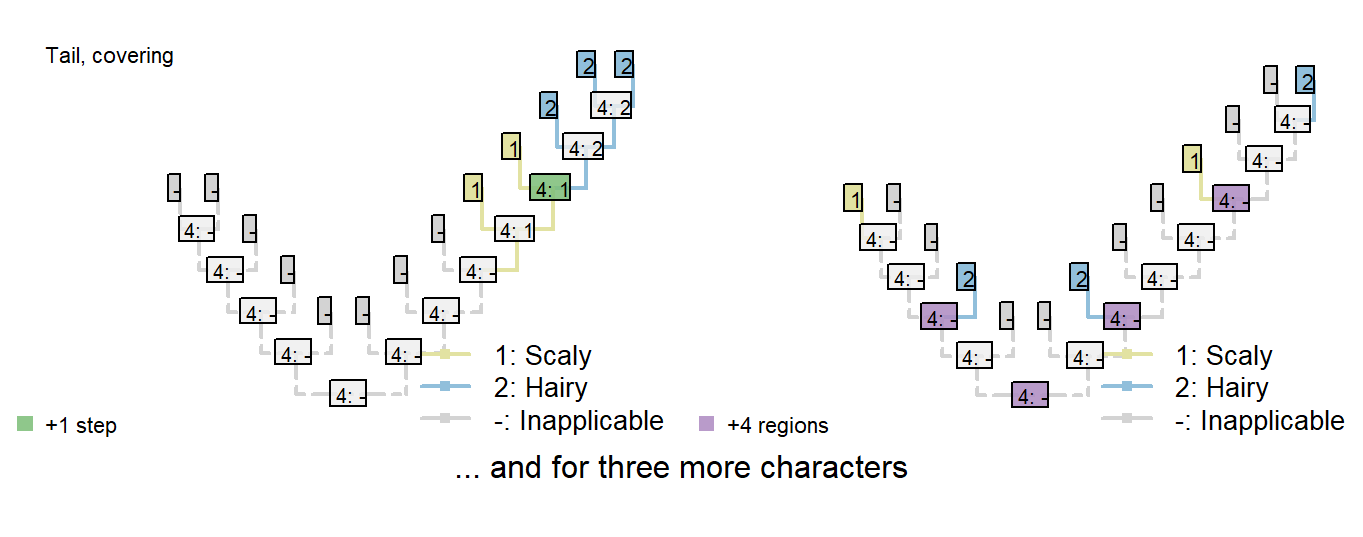 Tail, covering
2 2
2 4: 2
1 4: 2
- - 1 4: 1
4: - - - 4: 1
4: - - - 4: -
4: - - - 4: -
4: - 4: -
4: -
1: Scaly
2: Hairy
-: Inapplicable
+1 step
- 2
- 4: -
1 4: -
1 - - 4: -
4: - - - 4: -
4: - 2 2 4: -
4: - - - 4: -
4: - 4: -
4: -
1: Scaly
2: Hairy
-: Inapplicable
+4 regions
... and for three more characters